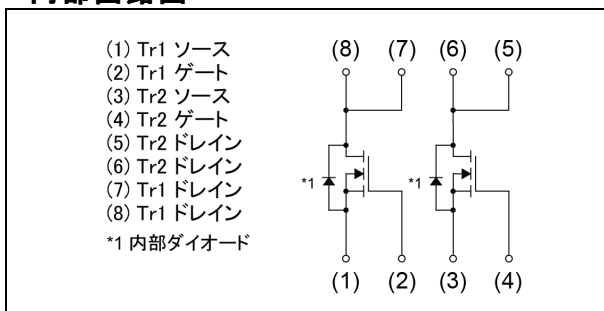 内部回路図
(1) Tr1 ソース
(2) Tr1 ゲート
(3) Tr2 ソース
(4) Tr2 ゲート
(5) Tr2 ドレイン
(6) Tr2 ドレイン
(7) Tr1 ドレイン
(8) Tr1 ドレイン
*1 内部ダイオード
(8) (7) (6) (5)
*1 *1
(1) (2) (3) (4)